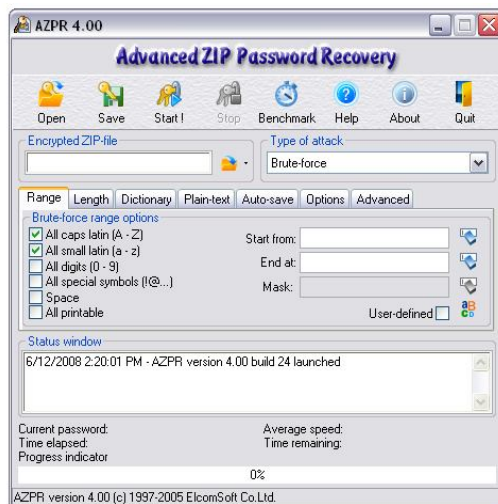 AZPR 4.00
Advanced ZIP Password Recovery
Open Save Start! Stop Benchmark Help About Quit
Encrypted ZIP-file
Type of attack
Brute-force
Range Length Dictionary Plain-text Auto-save Options Advanced
Brute-force range options
All caps latin (A - Z)
All small latin (a - z)
All digits (0 - 9)
All special symbols (!@...)
Space
All printable
Start from:
End at:
Mask:
User-defined
Status window
6/12/2008 2:20:01 PM - AZPR version 4.00 build 24 launched
Current password: Average speed:
Time elapsed: Time remaining:
Progress indicator
0%
AZPR version 4.00 (c) 1997-2005 ElcomSoft Co.Ltd.